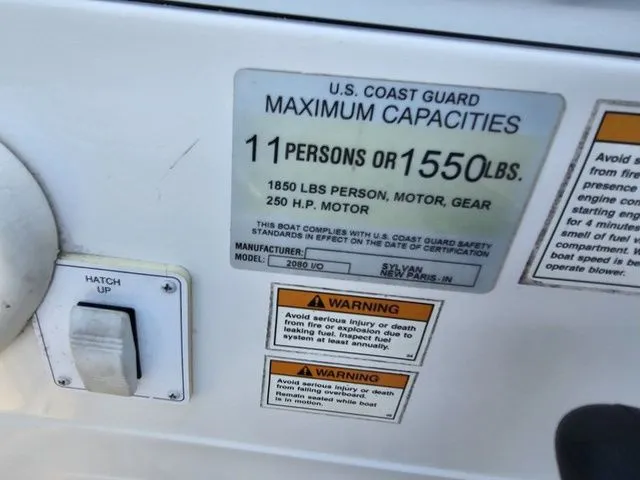 U.S. COAST GUARD
MAXIMUM CAPACITIES
11 PERSONS OR 1550 LBS.
1850 LBS PERSON, MOTOR, GEAR
250 H.P. MOTOR
THIS BOAT COMPLIES WITH U.S. COAST GUARD SAFETY
STANDARDS IN EFFECT ON THE DATE OF CERTIFICATION
MANUFACTURER: SYLVAN
MODEL: 2080 I/O NEW PARIS-IN
HATCH
UP
WARNING
Avoid serious injury or death
from fire or explosion due to
leaking fuel. Inspect fuel
system at least annually.
WARNING
Avoid serious injury or death
from falling overboard.
Remain seated while boat
is in motion.
Avoid s
from fire
presence
engine com
starting eng
for 4 minutes
smell of fuel
compartment. W
boat speed is be
operate blower.